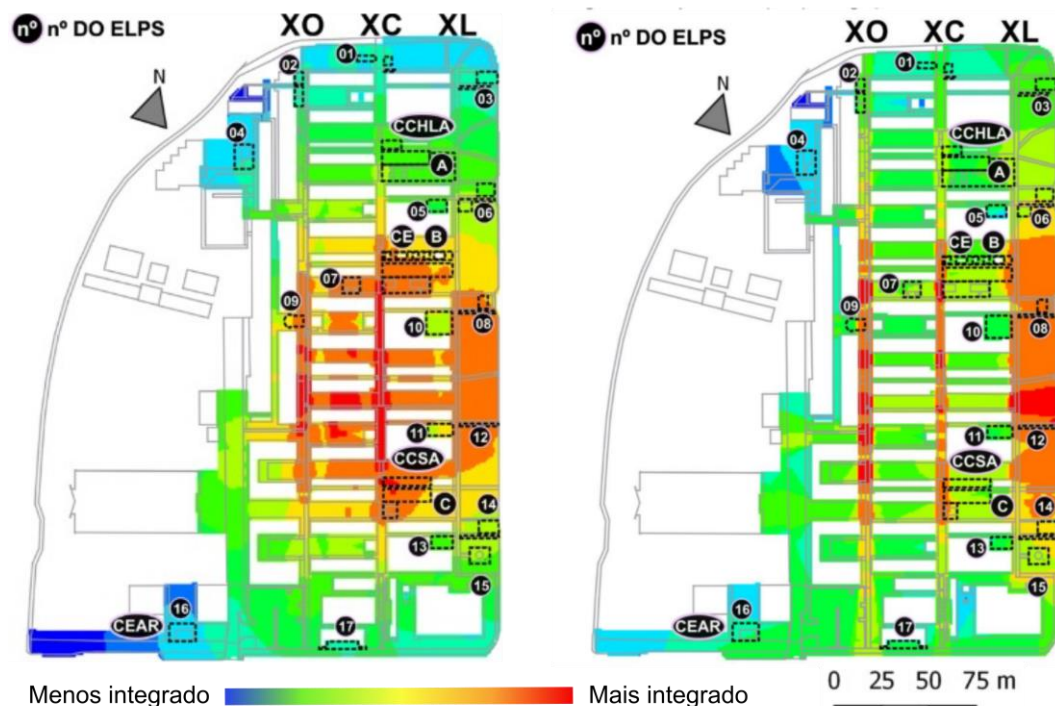 nº nº DO ELPS
XO XC XL
N
01
02
03
CCHLA
04
A
05
06
CE B
07
08
09
10
11
12
CCSA
C
14
13
15
16
CEAR
17
nº nº DO ELPS
XO XC XL
N
01
02
03
CCHLA
04
A
05
06
CE B
07
08
09
10
11
12
CCSA
C
14
13
15
16
CEAR
17
Menos integrado Mais integrado
0 25 50 75 m